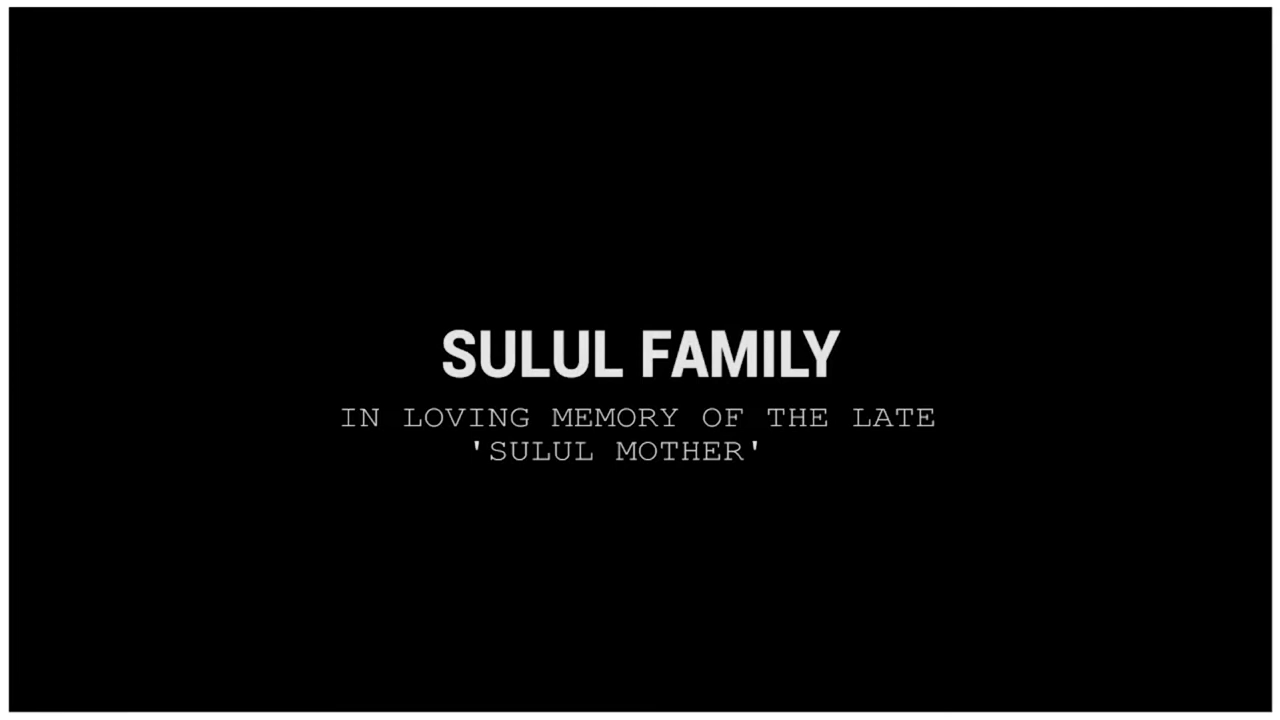 SULUL FAMILY
IN LOVING MEMORY OF THE LATE
'SULUL MOTHER'